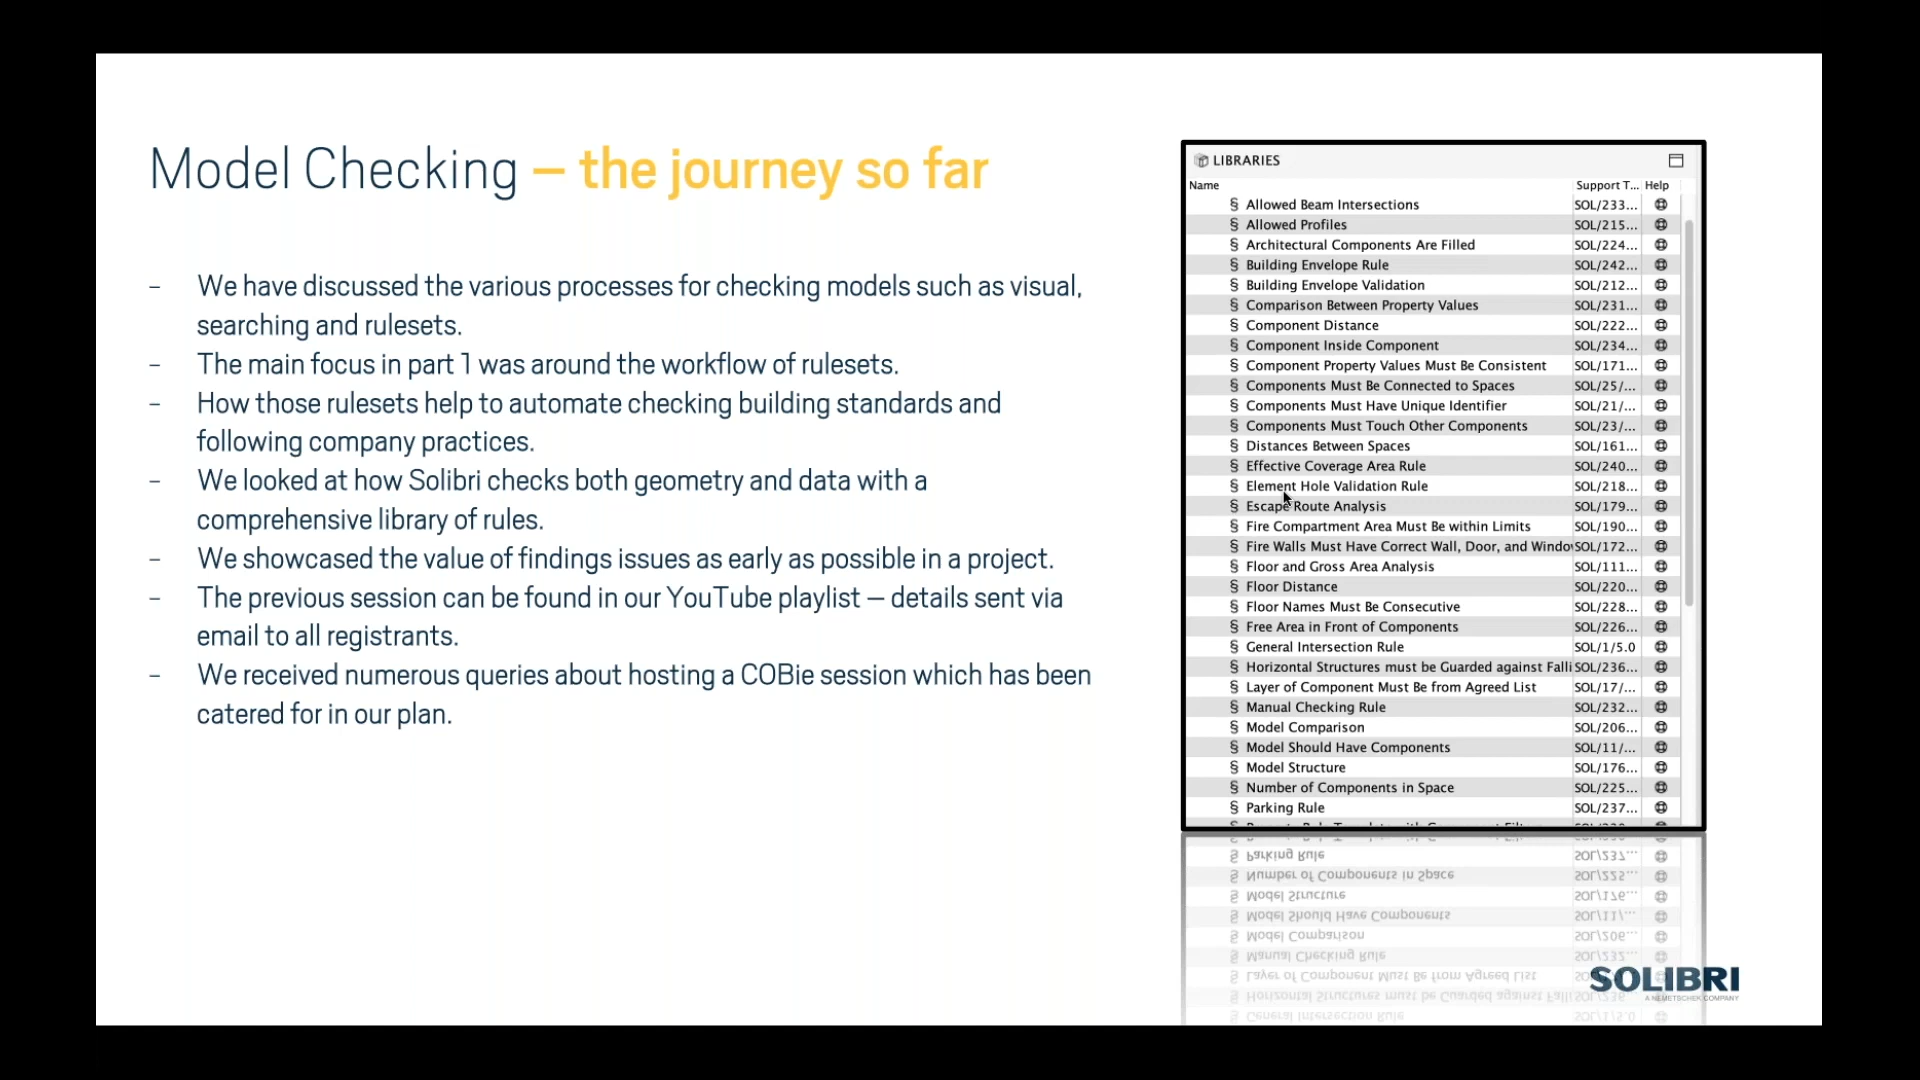 Model Checking – the journey so far
– We have discussed the various processes for checking models such as visual,
searching and rulesets.
– The main focus in part 1 was around the workflow of rulesets.
– How those rulesets help to automate checking building standards and
following company practices.
– We looked at how Solibri checks both geometry and data with a
comprehensive library of rules.
– We showcased the value of findings issues as early as possible in a project.
– The previous session can be found in our YouTube playlist – details sent via
email to all registrants.
– We received numerous queries about hosting a COBie session which has been
catered for in our plan.
LIBRARIES
Name Support T... Help
§ Allowed Beam Intersections SOL/233...
§ Allowed Profiles SOL/215...
§ Architectural Components Are Filled SOL/224...
§ Building Envelope Rule SOL/242...
§ Building Envelope Validation SOL/212...
§ Comparison Between Property Values SOL/231...
§ Component Distance SOL/222...
§ Component Inside Component SOL/234...
§ Component Property Values Must Be Consistent SOL/171...
§ Components Must Be Connected to Spaces SOL/25/...
§ Components Must Have Unique Identifier SOL/21/...
§ Components Must Touch Other Components SOL/23/...
§ Distances Between Spaces SOL/161...
§ Effective Coverage Area Rule SOL/240...
§ Element Hole Validation Rule SOL/218...
§ Escape Route Analysis SOL/179...
§ Fire Compartment Area Must Be within Limits SOL/190...
§ Fire Walls Must Have Correct Wall, Door, and Windo SOL/172...
§ Floor and Gross Area Analysis SOL/111...
§ Floor Distance SOL/220...
§ Floor Names Must Be Consecutive SOL/228...
§ Free Area in Front of Components SOL/226...
§ General Intersection Rule SOL/1/5.0
§ Horizontal Structures must be Guarded against Falli SOL/236...
§ Layer of Component Must Be from Agreed List SOL/17/...
§ Manual Checking Rule SOL/232...
§ Model Comparison SOL/206...
§ Model Should Have Components SOL/11/...
§ Model Structure SOL/176...
§ Number of Components in Space SOL/225...
§ Parking Rule SOL/237...
SOLIBRI
A NEMETSCHEK COMPANY